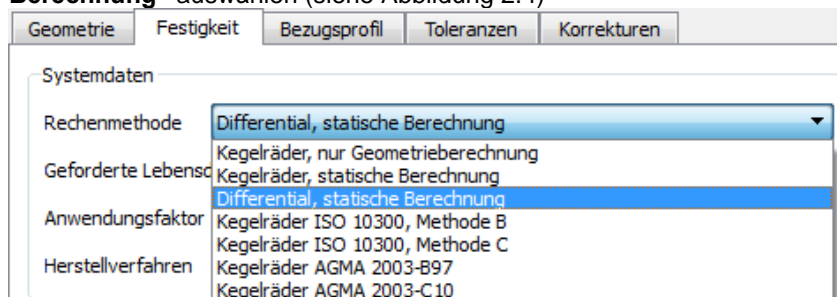 Berechnung" auswählen (siehe Abbildung 2.4)
Geometrie Festigkeit Bezugsprofil Toleranzen Korrekturen
Systemdaten
Rechenmethode Differential, statische Berechnung
Kegelräder, nur Geometrieberechnung
Geforderte Lebensd Kegelräder, statische Berechnung
Differential, statische Berechnung
Anwendungsfaktor Kegelräder ISO 10300, Methode B
Kegelräder ISO 10300, Methode C
Herstellverfahren Kegelräder AGMA 2003-B97
Kegelräder AGMA 2003-C10